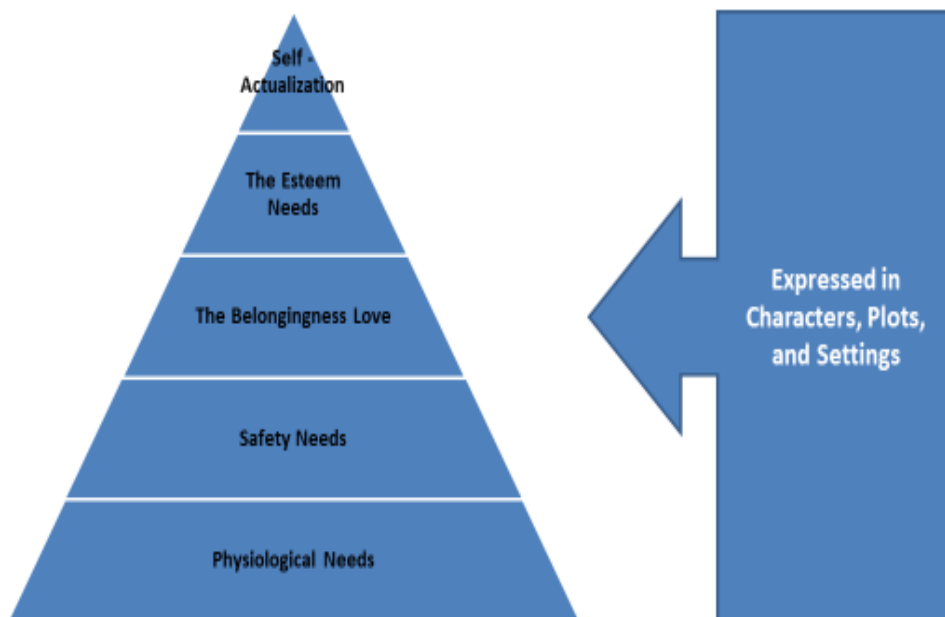 Self -
Actualization
The Esteem
Needs
The Belongingness Love
Safety Needs
Physiological Needs
Expressed in
Characters, Plots,
and Settings